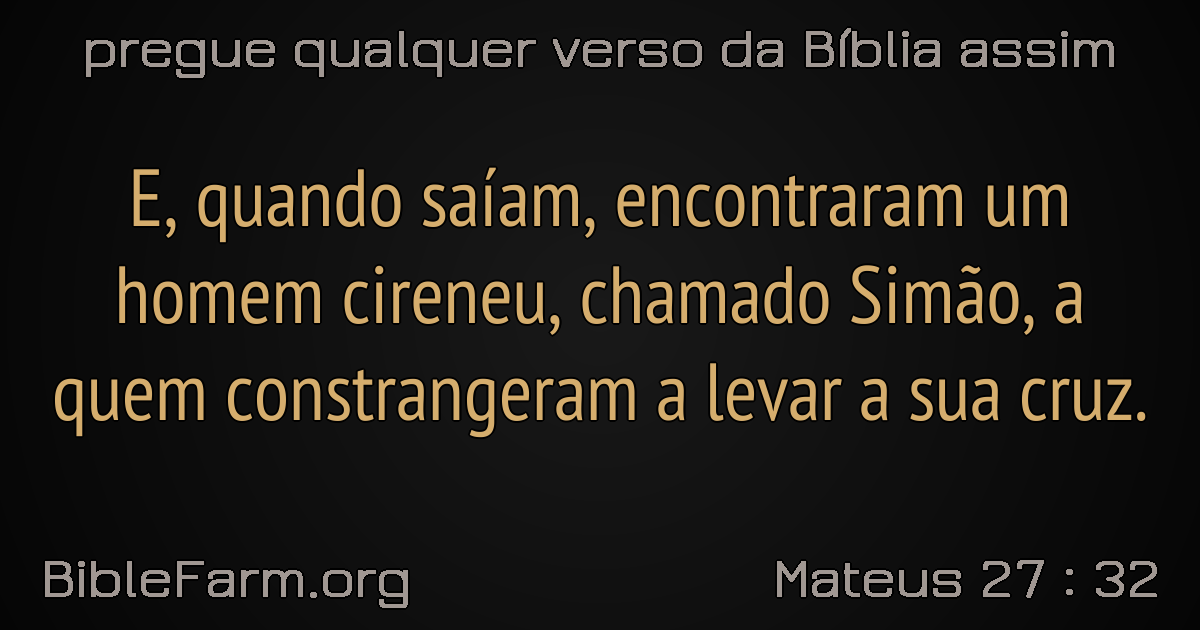 pregue qualquer verso da Bíblia assim
E, quando saíam, encontraram um
homem cireneu, chamado Simão, a
quem constrangeram a levar a sua cruz.
BibleFarm.org
Mateus 27 : 32